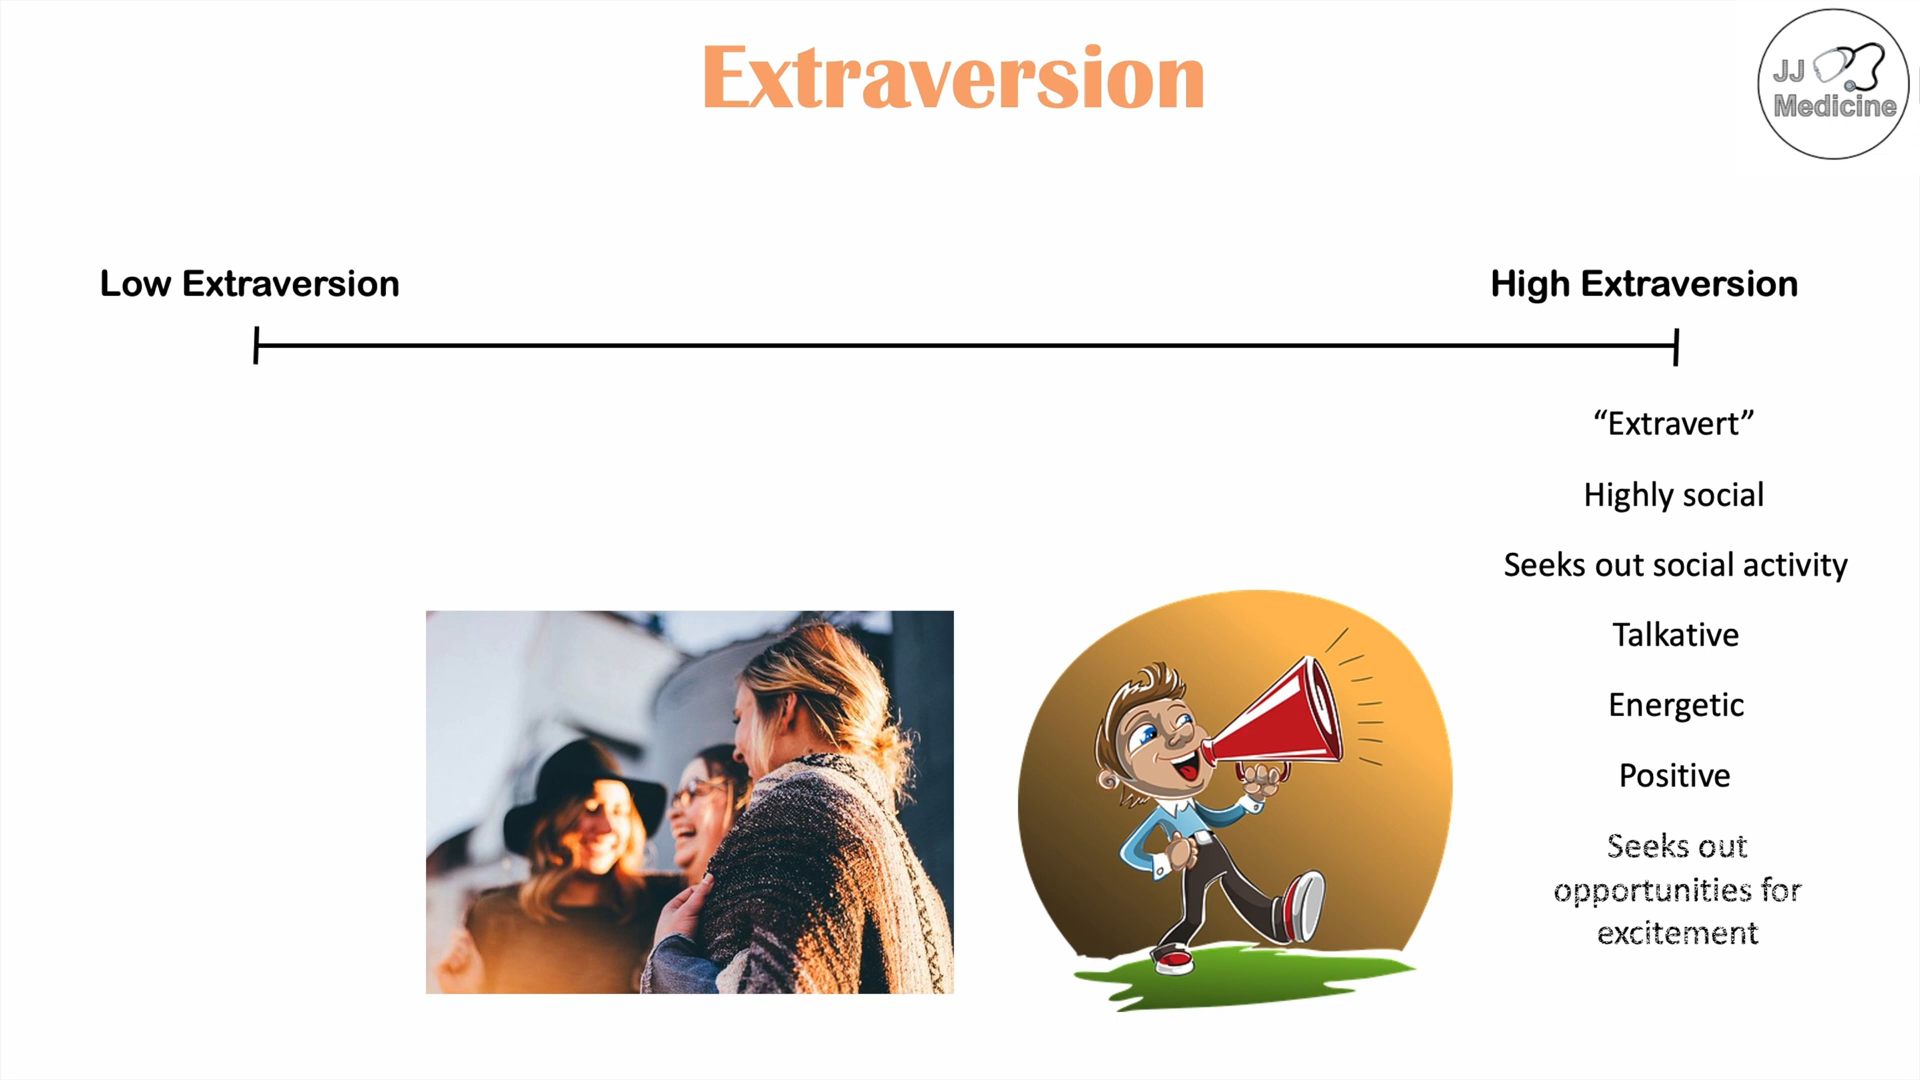 Extraversion
JJ
Medicine
Low Extraversion
High Extraversion
“Extravert”
Highly social
Seeks out social activity
Talkative
Energetic
Positive
Seeks out
opportunities for
excitement